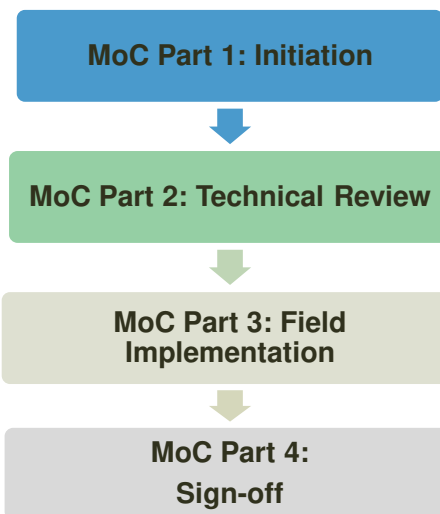 MoC Part 1: Initiation
MoC Part 2: Technical Review
MoC Part 3: Field
Implementation
MoC Part 4:
Sign-off